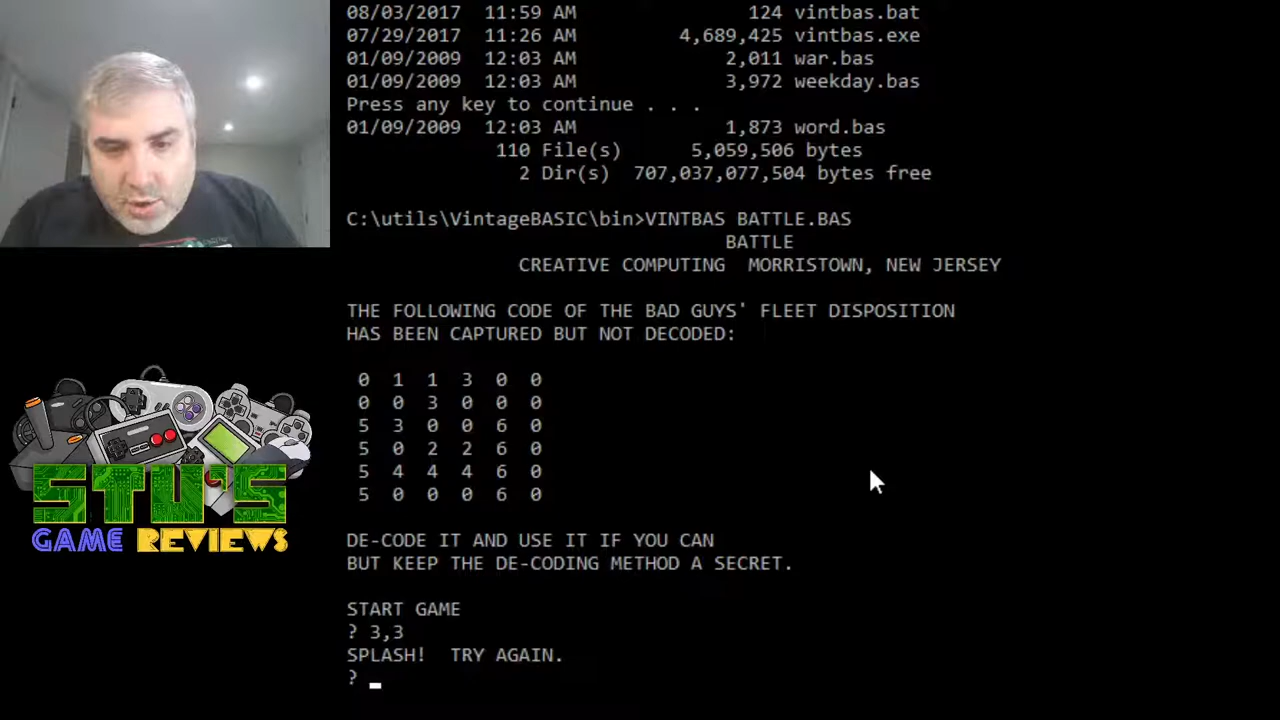 08/03/2017  11:59 AM               124 vintbas.bat
07/29/2017  11:26 AM         4,689,425 vintbas.exe
01/09/2009  12:03 AM             2,011 war.bas
01/09/2009  12:03 AM             3,972 weekday.bas
Press any key to continue . . .
01/09/2009  12:03 AM             1,873 word.bas
110 File(s)      5,059,506 bytes
2 Dir(s)  707,037,077,504 bytes free
C:\utils\VintageBASIC\bin>VINTBAS BATTLE.BAS
BATTLE
CREATIVE COMPUTING  MORRISTOWN, NEW JERSEY
THE FOLLOWING CODE OF THE BAD GUYS' FLEET DISPOSITION
HAS BEEN CAPTURED BUT NOT DECODED:
0  1  1  3  0  0
0  0  3  0  0  0
5  3  0  0  6  0
5  0  2  2  6  0
5  4  4  4  6  0
5  0  0  0  6  0
DE-CODE IT AND USE IT IF YOU CAN
BUT KEEP THE DE-CODING METHOD A SECRET.
START GAME
? 3,3
SPLASH!  TRY AGAIN.
? _
STU'S
GAME REVIEWS